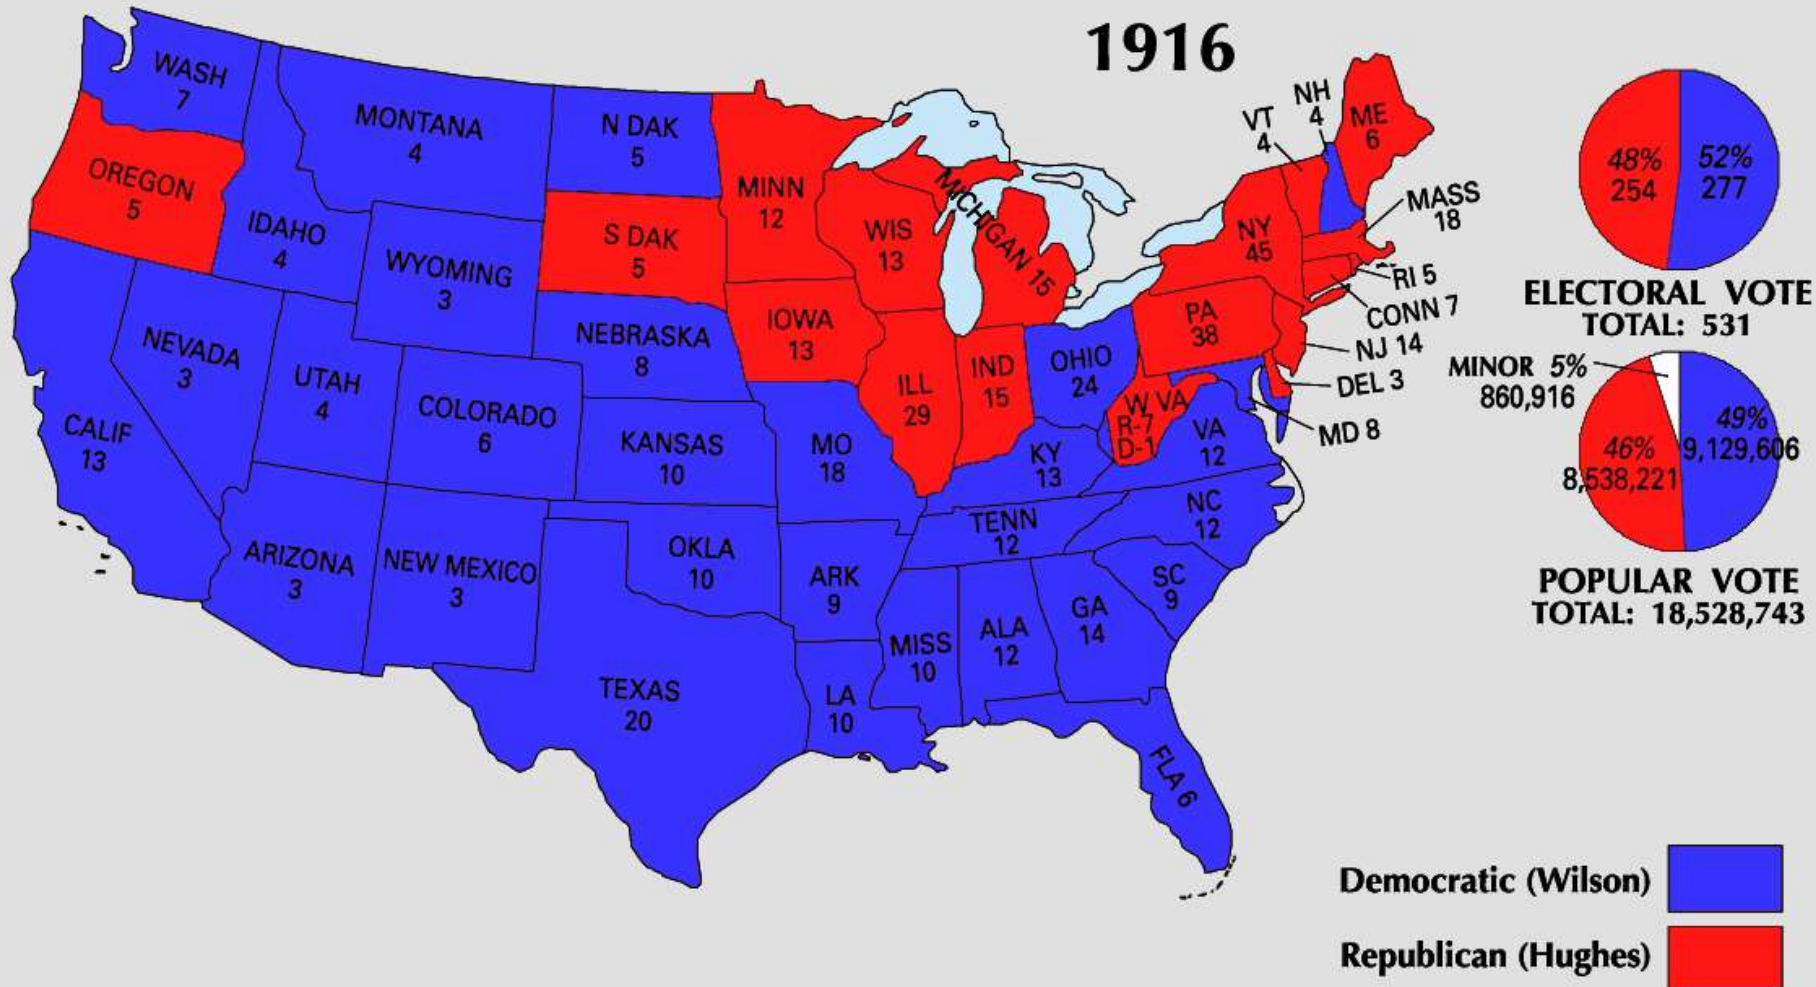 1916
WASH
7
MONTANA
4
N DAK
5
MINN
12
OREGON
5
IDAHO
4
WYOMING
3
S DAK
5
WIS
13
MICHIGAN 15
VT
4
NH
4
ME
6
MASS
18
NY
45
RI 5
CONN 7
NJ 14
DEL 3
MD 8
PA
38
NEVADA
3
UTAH
4
COLORADO
6
NEBRASKA
8
IOWA
13
ILL
29
IND
15
OHIO
24
W VA
R-7
D-1
VA
12
CALIF
13
KANSAS
10
MO
18
KY
13
ARIZONA
3
NEW MEXICO
3
OKLA
10
ARK
9
TENN
12
NC
12
SC
9
TEXAS
20
LA
10
MISS
10
ALA
12
GA
14
FLA 6
48%
254
52%
277
ELECTORAL VOTE
TOTAL: 531
MINOR 5%
860,916
49%
9,129,606
46%
8,538,221
POPULAR VOTE
TOTAL: 18,528,743
Democratic (Wilson)
Republican (Hughes)